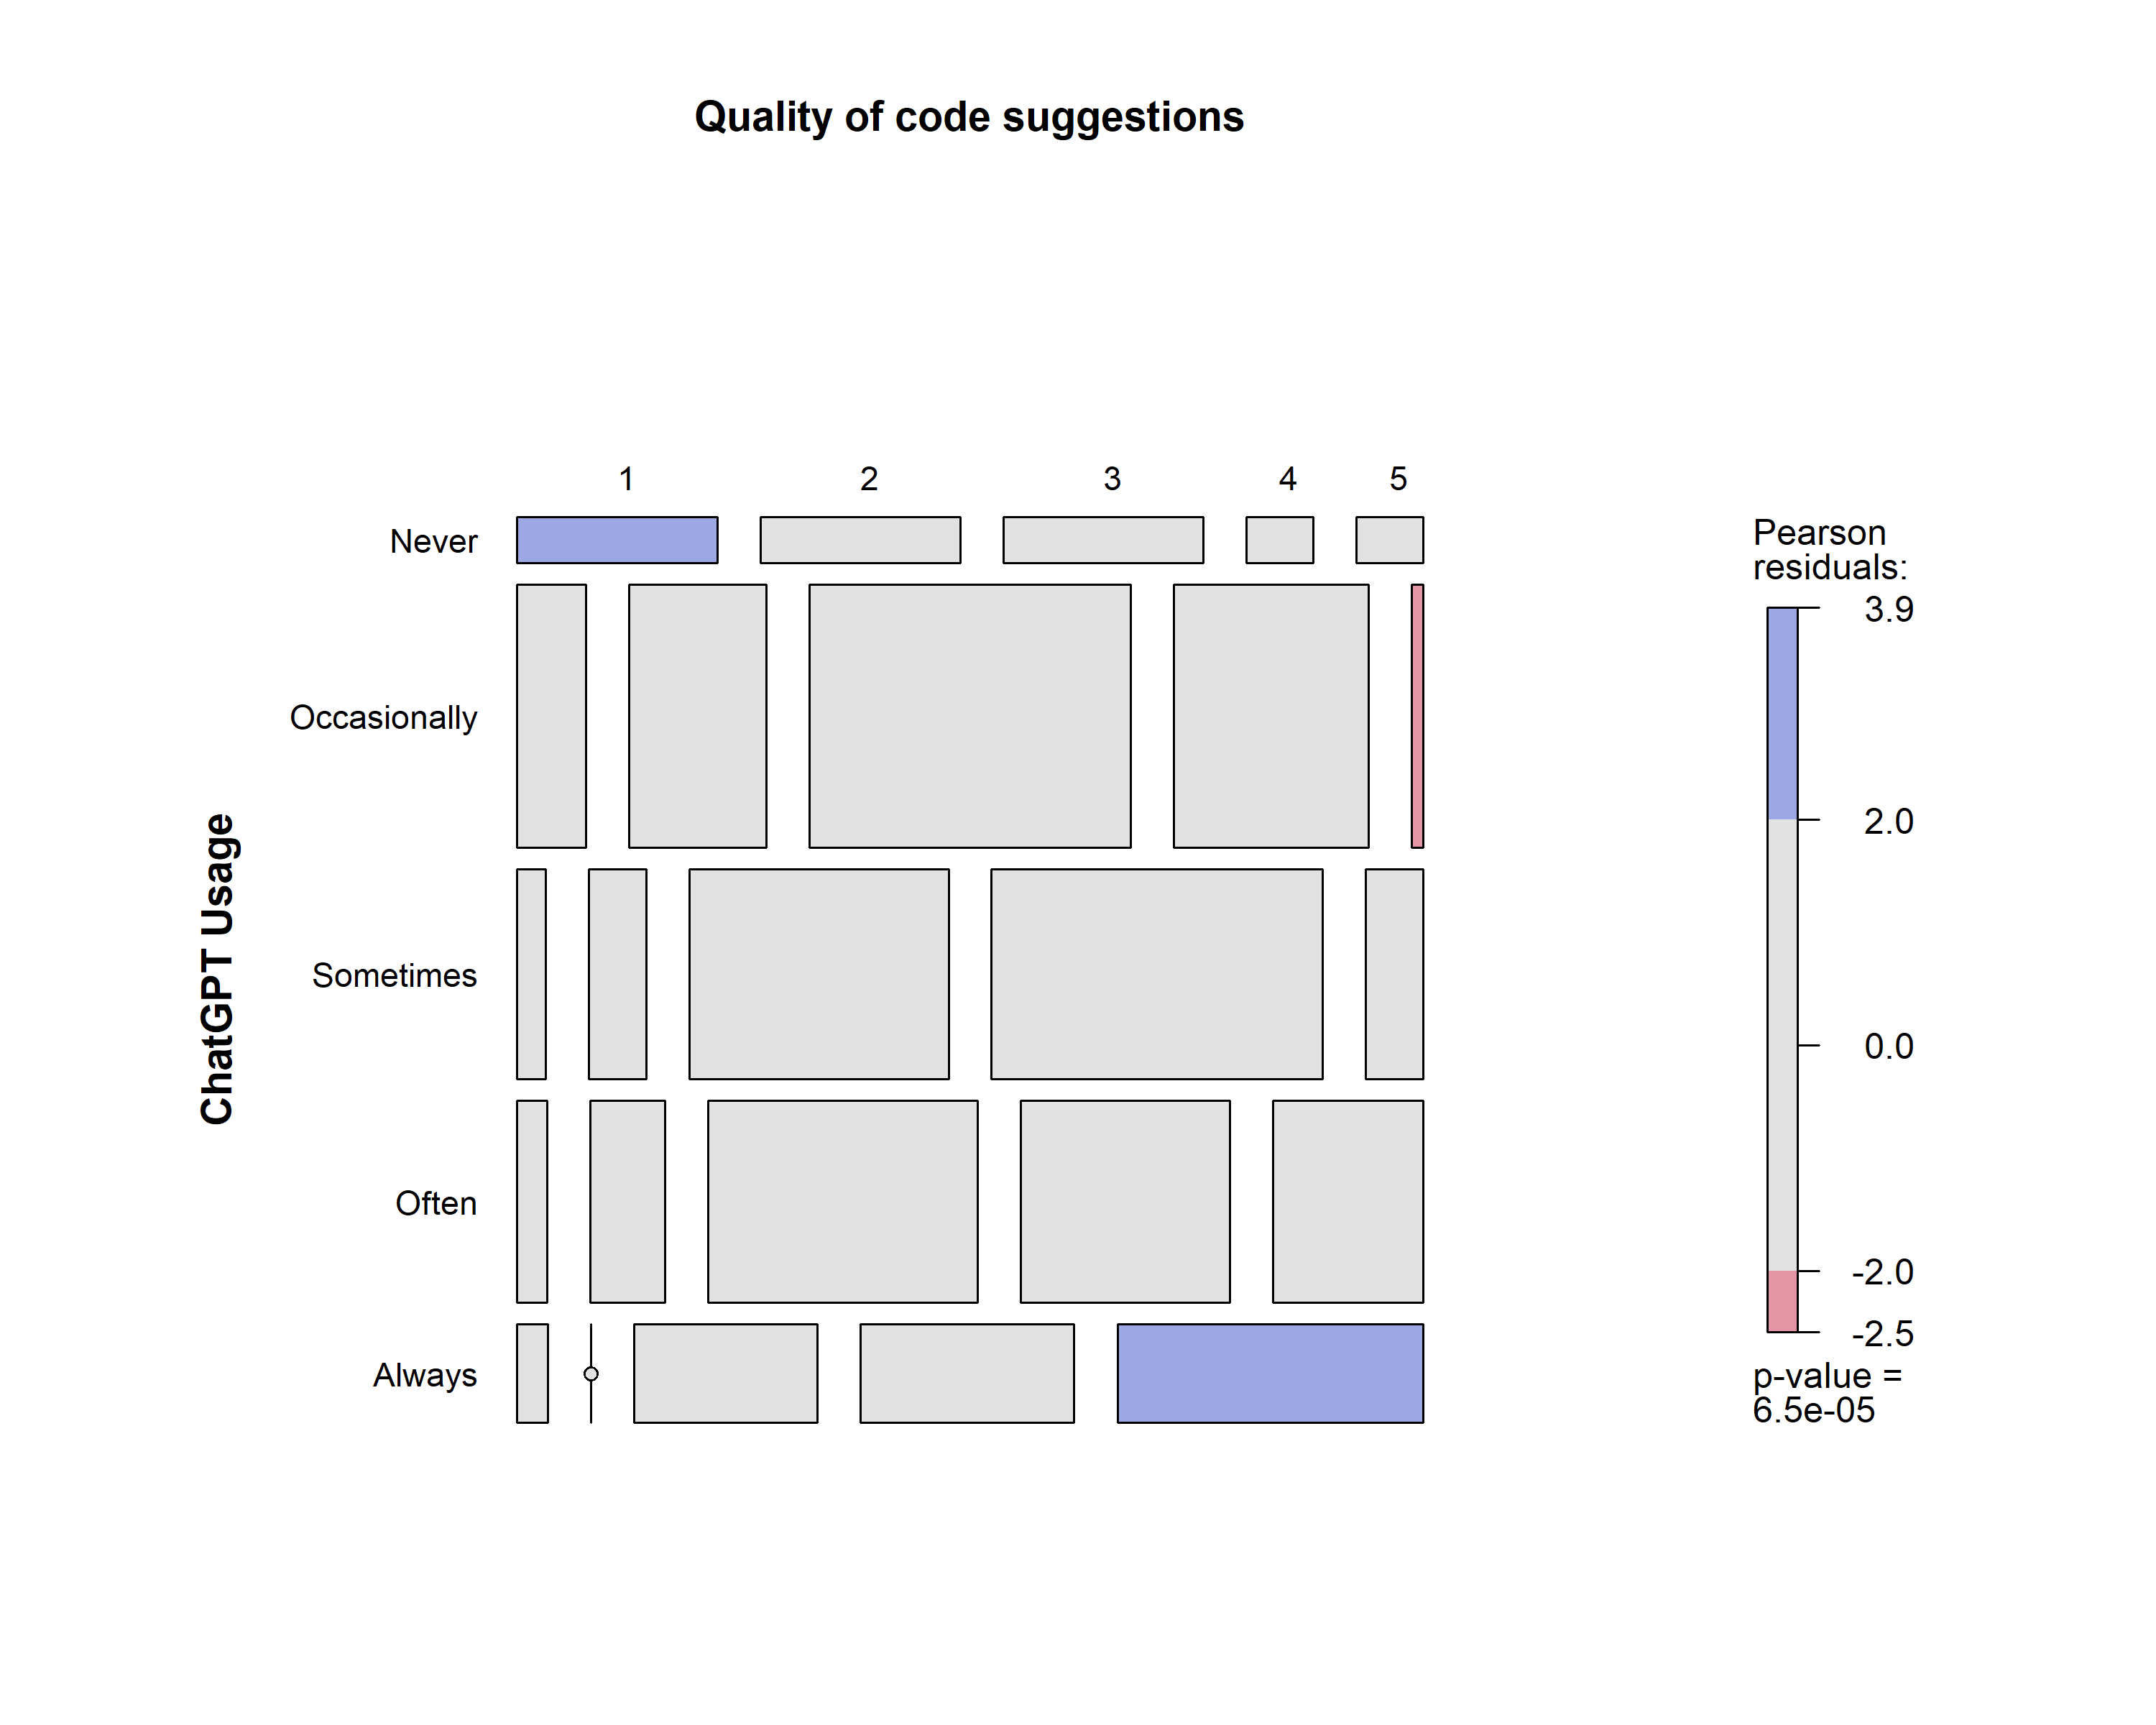 Quality of code suggestions
1 2 3 4 5
Never
Occasionally
Sometimes
Often
Always
ChatGPT Usage
Pearson
residuals:
3.9
2.0
0.0
-2.0
-2.5
p-value =
6.5e-05